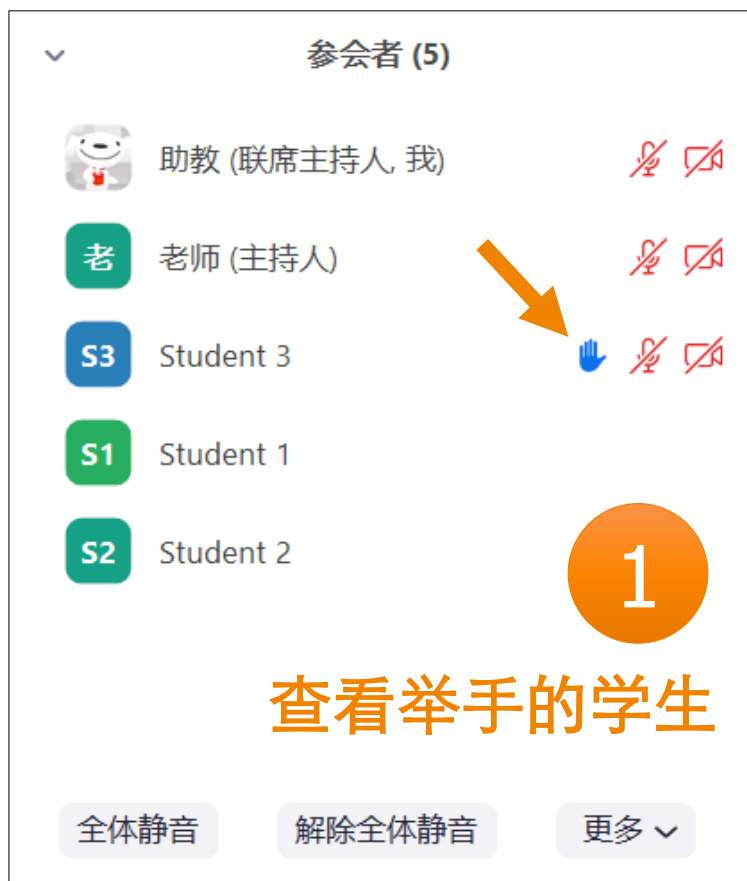 参会者 (5)
助教 (联席主持人, 我)
老 老师 (主持人)
S3 Student 3
S1 Student 1
S2 Student 2
1
查看举手的学生
全体静音 解除全体静音 更多